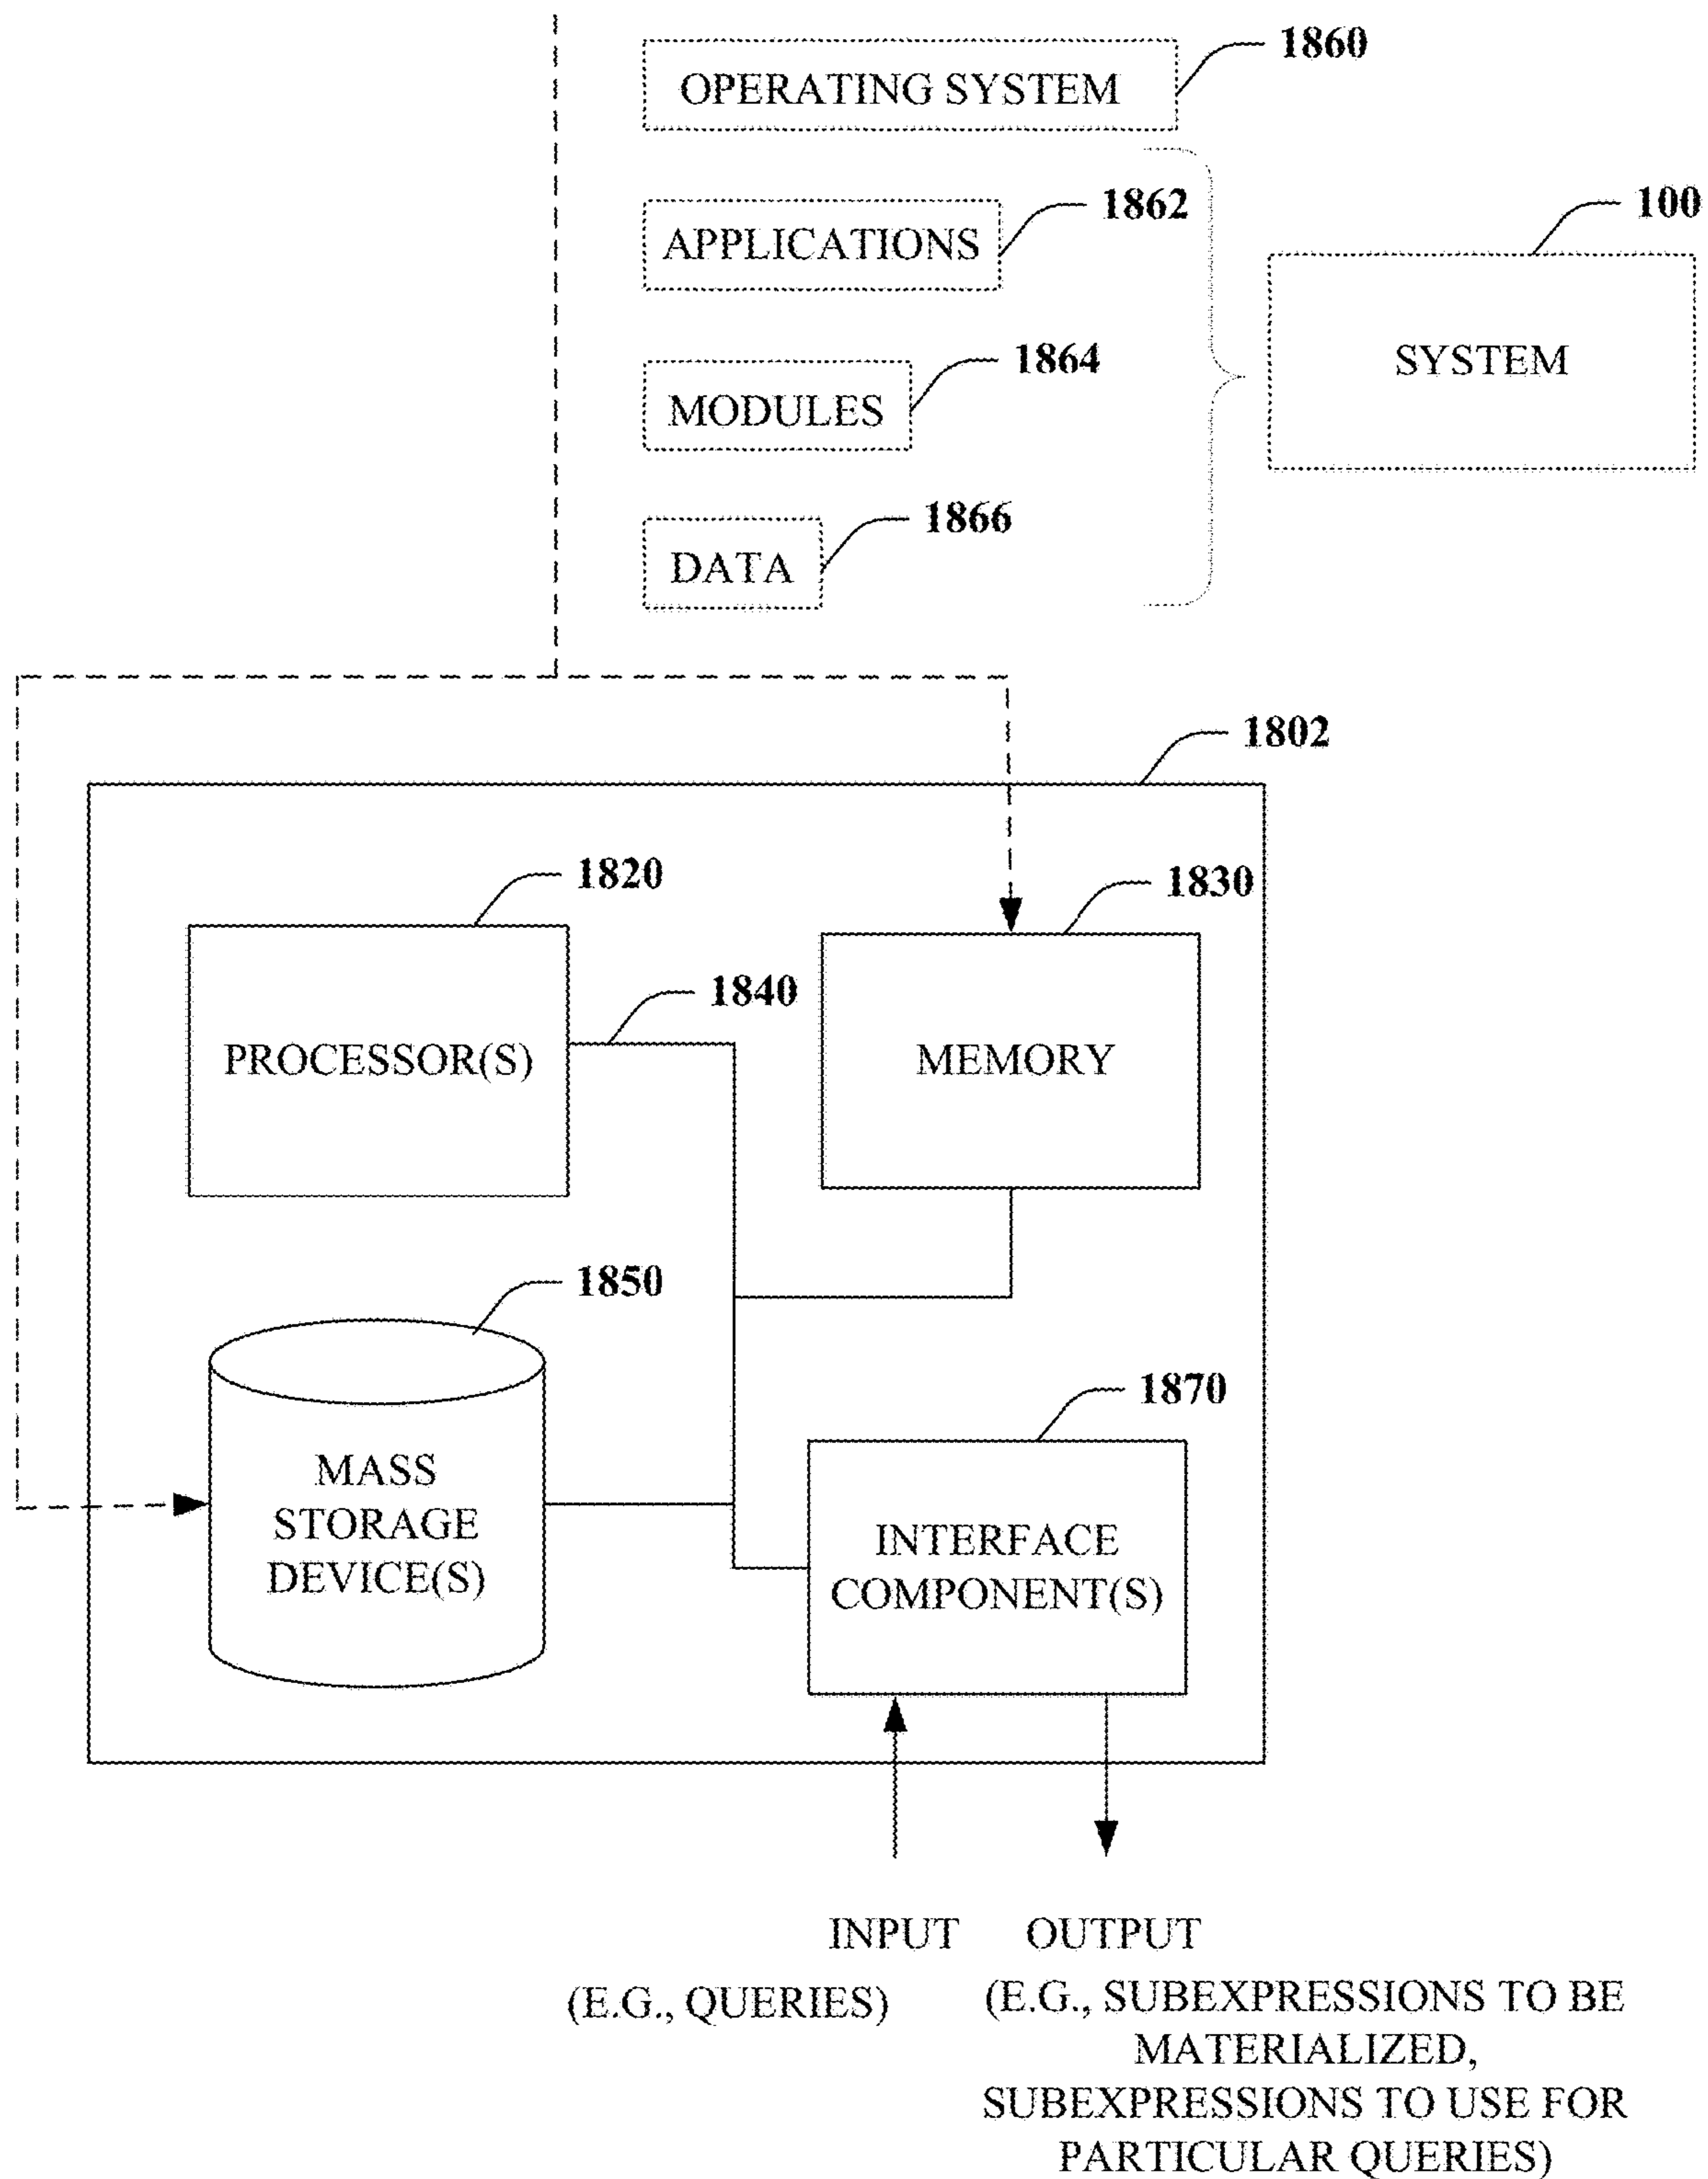 1860
OPERATING SYSTEM
1862
100
APPLICATIONS
1864
SYSTEM
MODULES
1866
DATA
1802
1820
1830
1840
PROCESSOR(S)
MEMORY
1850
1870
MASS
STORAGE
DEVICE(S)
INTERFACE
COMPONENT(S)
INPUT
(E.G., QUERIES)
OUTPUT
(E.G., SUBEXPRESSIONS TO BE
MATERIALIZED,
SUBEXPRESSIONS TO USE FOR
PARTICULAR QUERIES)